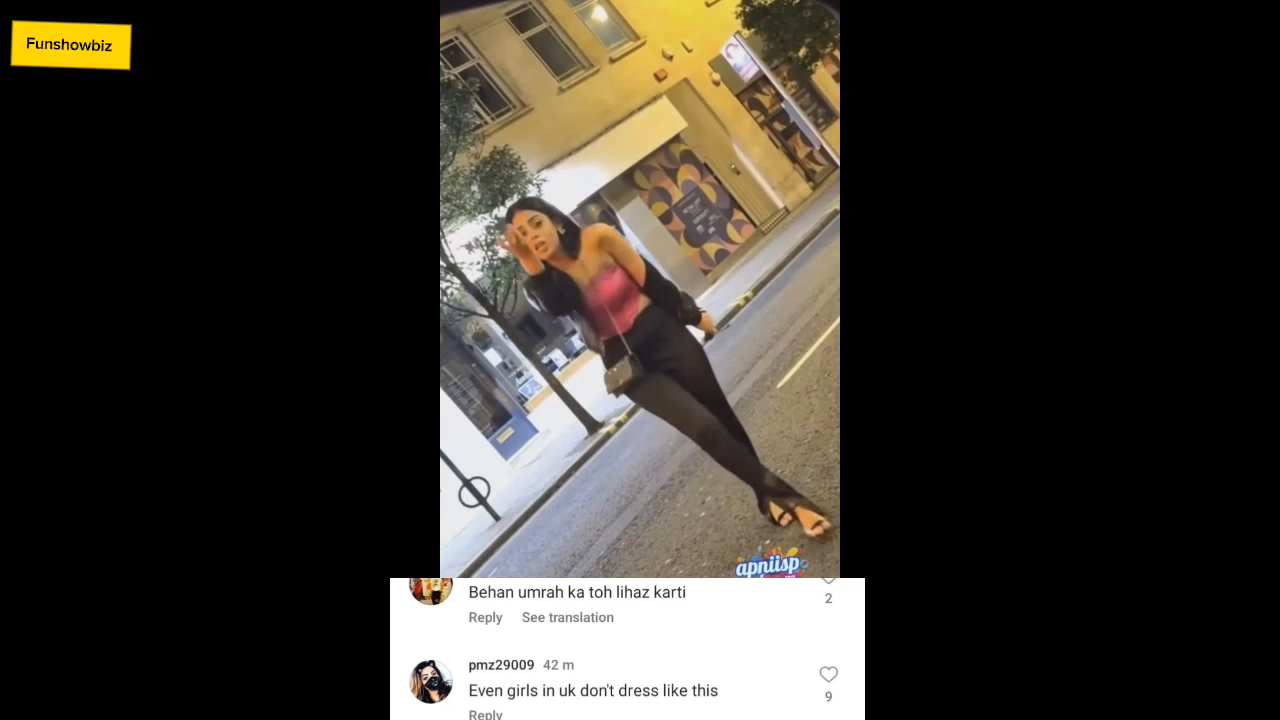 Funshowbiz
apniisp
Behan umrah ka toh lihaz karti
2
Reply See translation
pmz29009 42 m
Even girls in uk don't dress like this
9
Reply